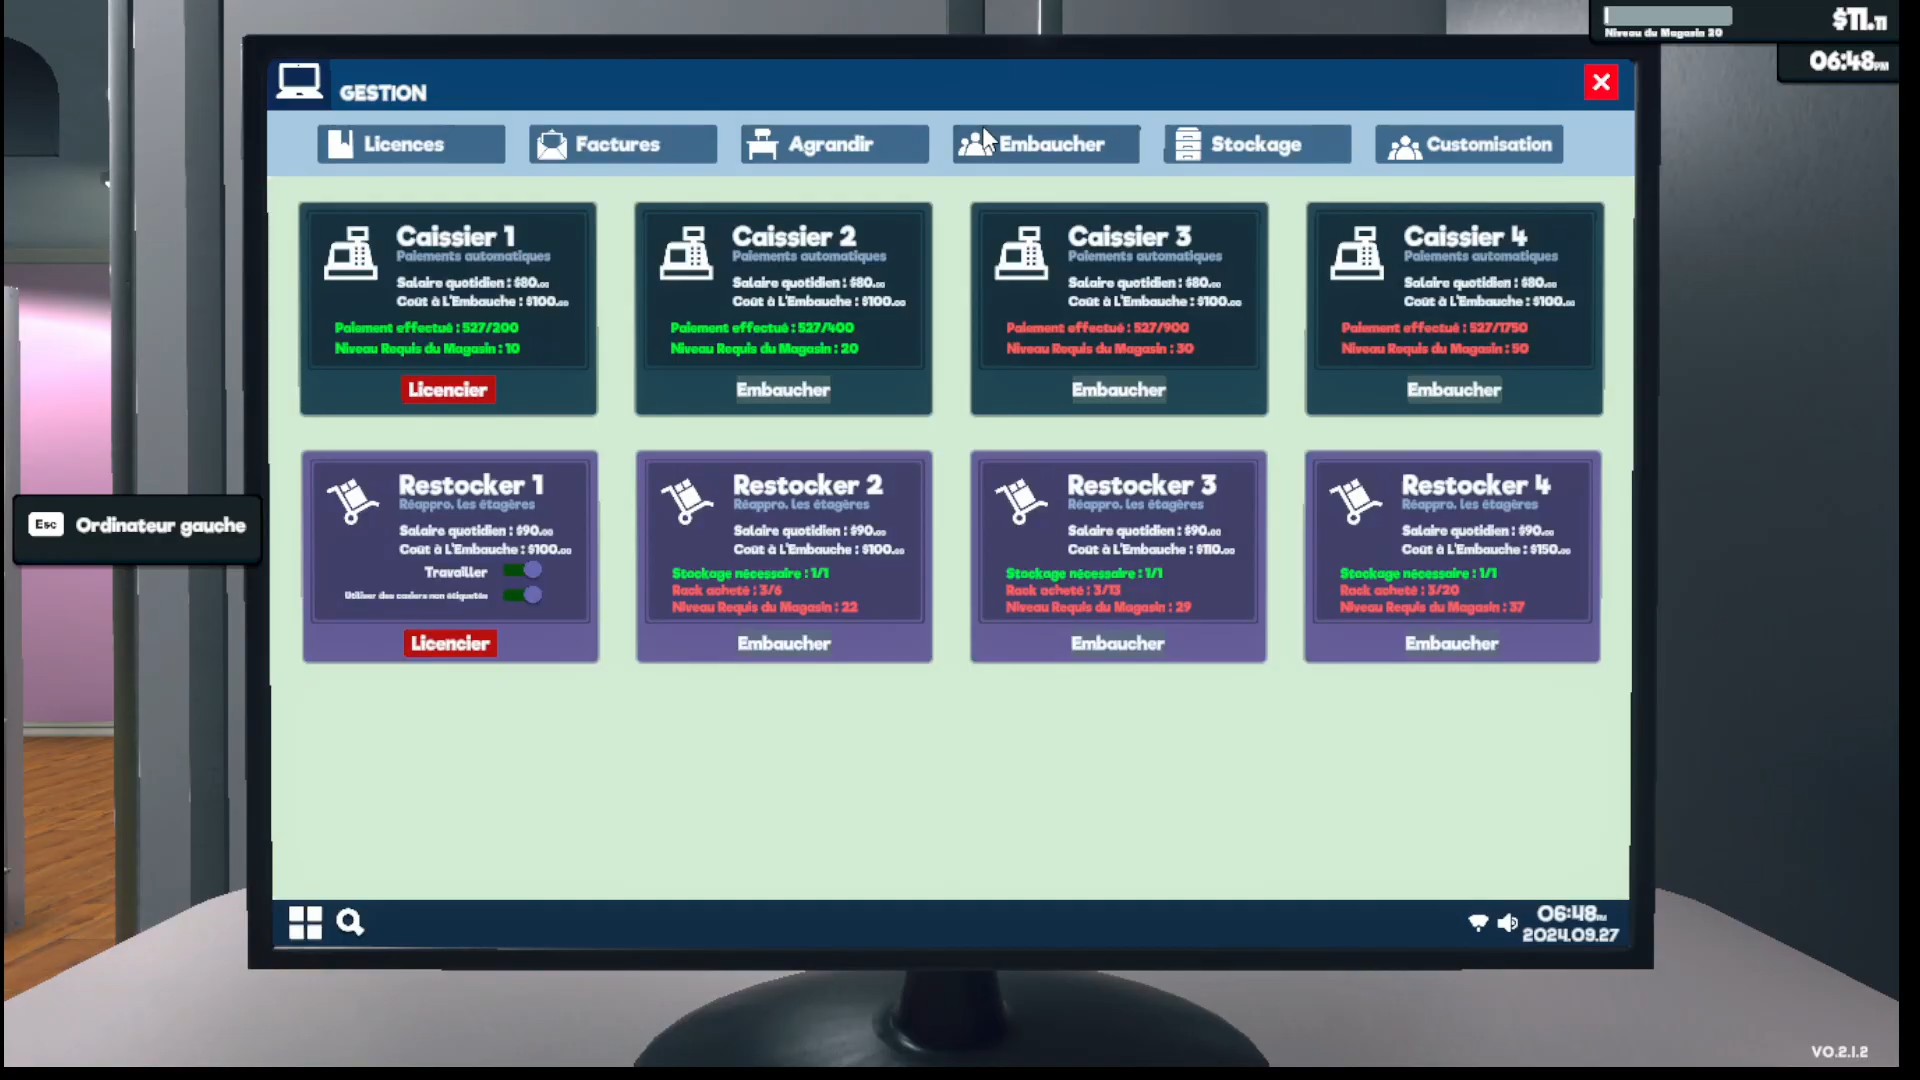 $11.11
Niveau du Magasin 20
06:48PM
GESTION
Licences
Factures
Agrandir
Embaucher
Stockage
Customisation
Caissier 1
Paiements automatiques
Salaire quotidien : $80.00
Coût à L'Embauche : $100.00
Paiement effectué : 527/200
Niveau Requis du Magasin : 10
Licencier
Caissier 2
Paiements automatiques
Salaire quotidien : $80.00
Coût à L'Embauche : $100.00
Paiement effectué : 527/400
Niveau Requis du Magasin : 20
Embaucher
Caissier 3
Paiements automatiques
Salaire quotidien : $80.00
Coût à L'Embauche : $100.00
Paiement effectué : 527/900
Niveau Requis du Magasin : 30
Embaucher
Caissier 4
Paiements automatiques
Salaire quotidien : $80.00
Coût à L'Embauche : $100.00
Paiement effectué : 527/1750
Niveau Requis du Magasin : 50
Embaucher
Restocker 1
Réappro. les étagères
Salaire quotidien : $90.00
Coût à L'Embauche : $100.00
Travailler
Utiliser des casiers non étiquetés
Licencier
Restocker 2
Réappro. les étagères
Salaire quotidien : $90.00
Coût à L'Embauche : $100.00
Stockage nécessaire : 1/1
Rack acheté : 3/6
Niveau Requis du Magasin : 22
Embaucher
Restocker 3
Réappro. les étagères
Salaire quotidien : $90.00
Coût à L'Embauche : $110.00
Stockage nécessaire : 1/1
Rack acheté : 3/13
Niveau Requis du Magasin : 29
Embaucher
Restocker 4
Réappro. les étagères
Salaire quotidien : $90.00
Coût à L'Embauche : $150.00
Stockage nécessaire : 1/1
Rack acheté : 3/20
Niveau Requis du Magasin : 37
Embaucher
Esc Ordinateur gauche
06:48PM
2024.09.27
V0.2.1.2